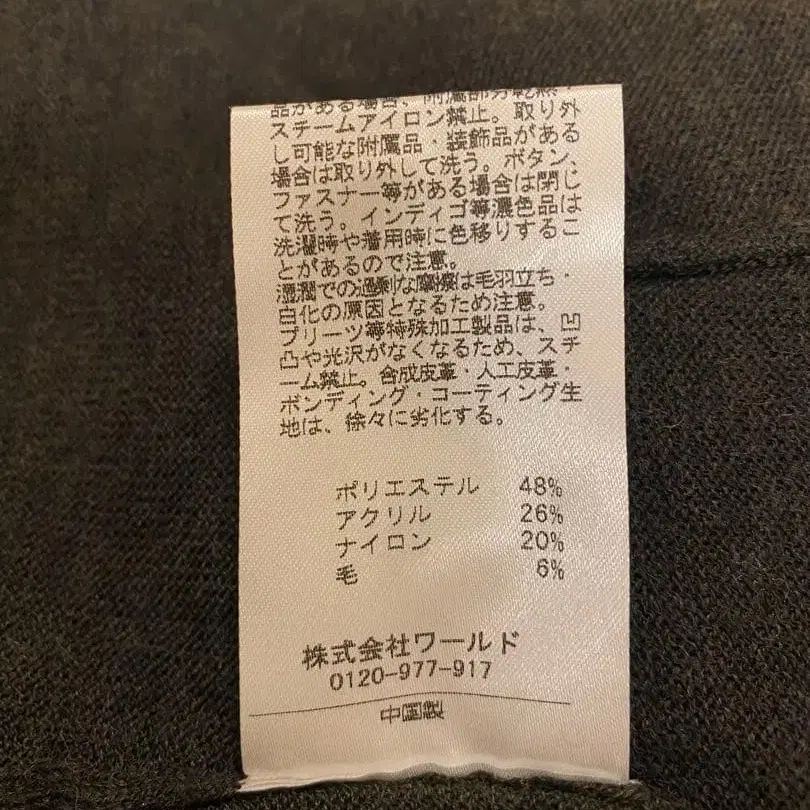 品がある場合、附属部分
スチームアイロン禁止。取り外
し可能な附属品・装飾品がある
場合は取り外して洗う。ボタン、
ファスナー等がある場合は閉じ
て洗う。インディゴ等濃色品は
洗濯時や着用時に色移りするこ
とがあるので注意。
湿潤での過剰な摩擦は毛羽立ち・
白化の原因となるため注意。
プリーツ等特殊加工製品は、凹
凸や光沢がなくなるため、スチ
ーム禁止。合成皮革・人工皮革・
ボンディング・コーティング生
地は、徐々に劣化する。
ポリエステル 48%
アクリル 26%
ナイロン 20%
毛 6%
株式会社ワールド
0120-977-917
中国製